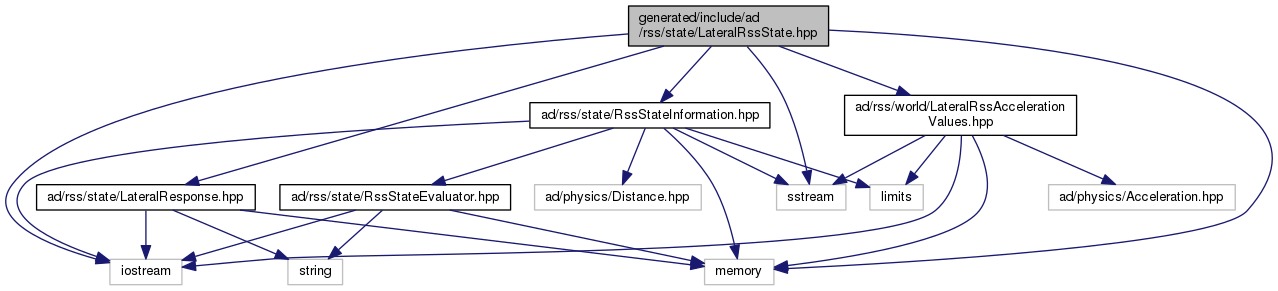 generated/include/ad
/rss/state/LateralRssState.hpp
ad/rss/state/RssStateInformation.hpp
ad/rss/world/LateralRssAcceleration
Values.hpp
ad/rss/state/LateralResponse.hpp
ad/rss/state/RssStateEvaluator.hpp
ad/physics/Distance.hpp
sstream
limits
ad/physics/Acceleration.hpp
iostream
string
memory